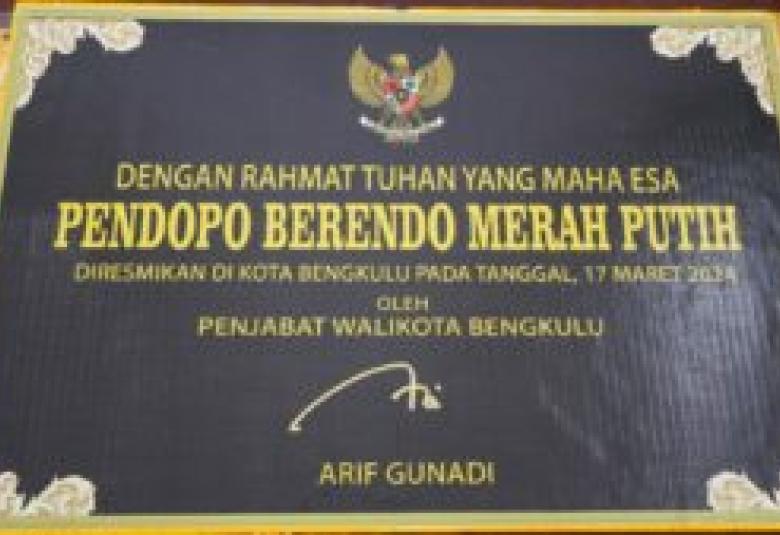 DENGAN RAHMAT TUHAN YANG MAHA ESA
PENDOPO BERENDO MERAH PUTIH
DIRESMIKAN DI KOTA BENGKULU PADA TANGGAL, 17 MARET 2024
OLEH
PENJABAT WALIKOTA BENGKULU
ARIF GUNADI